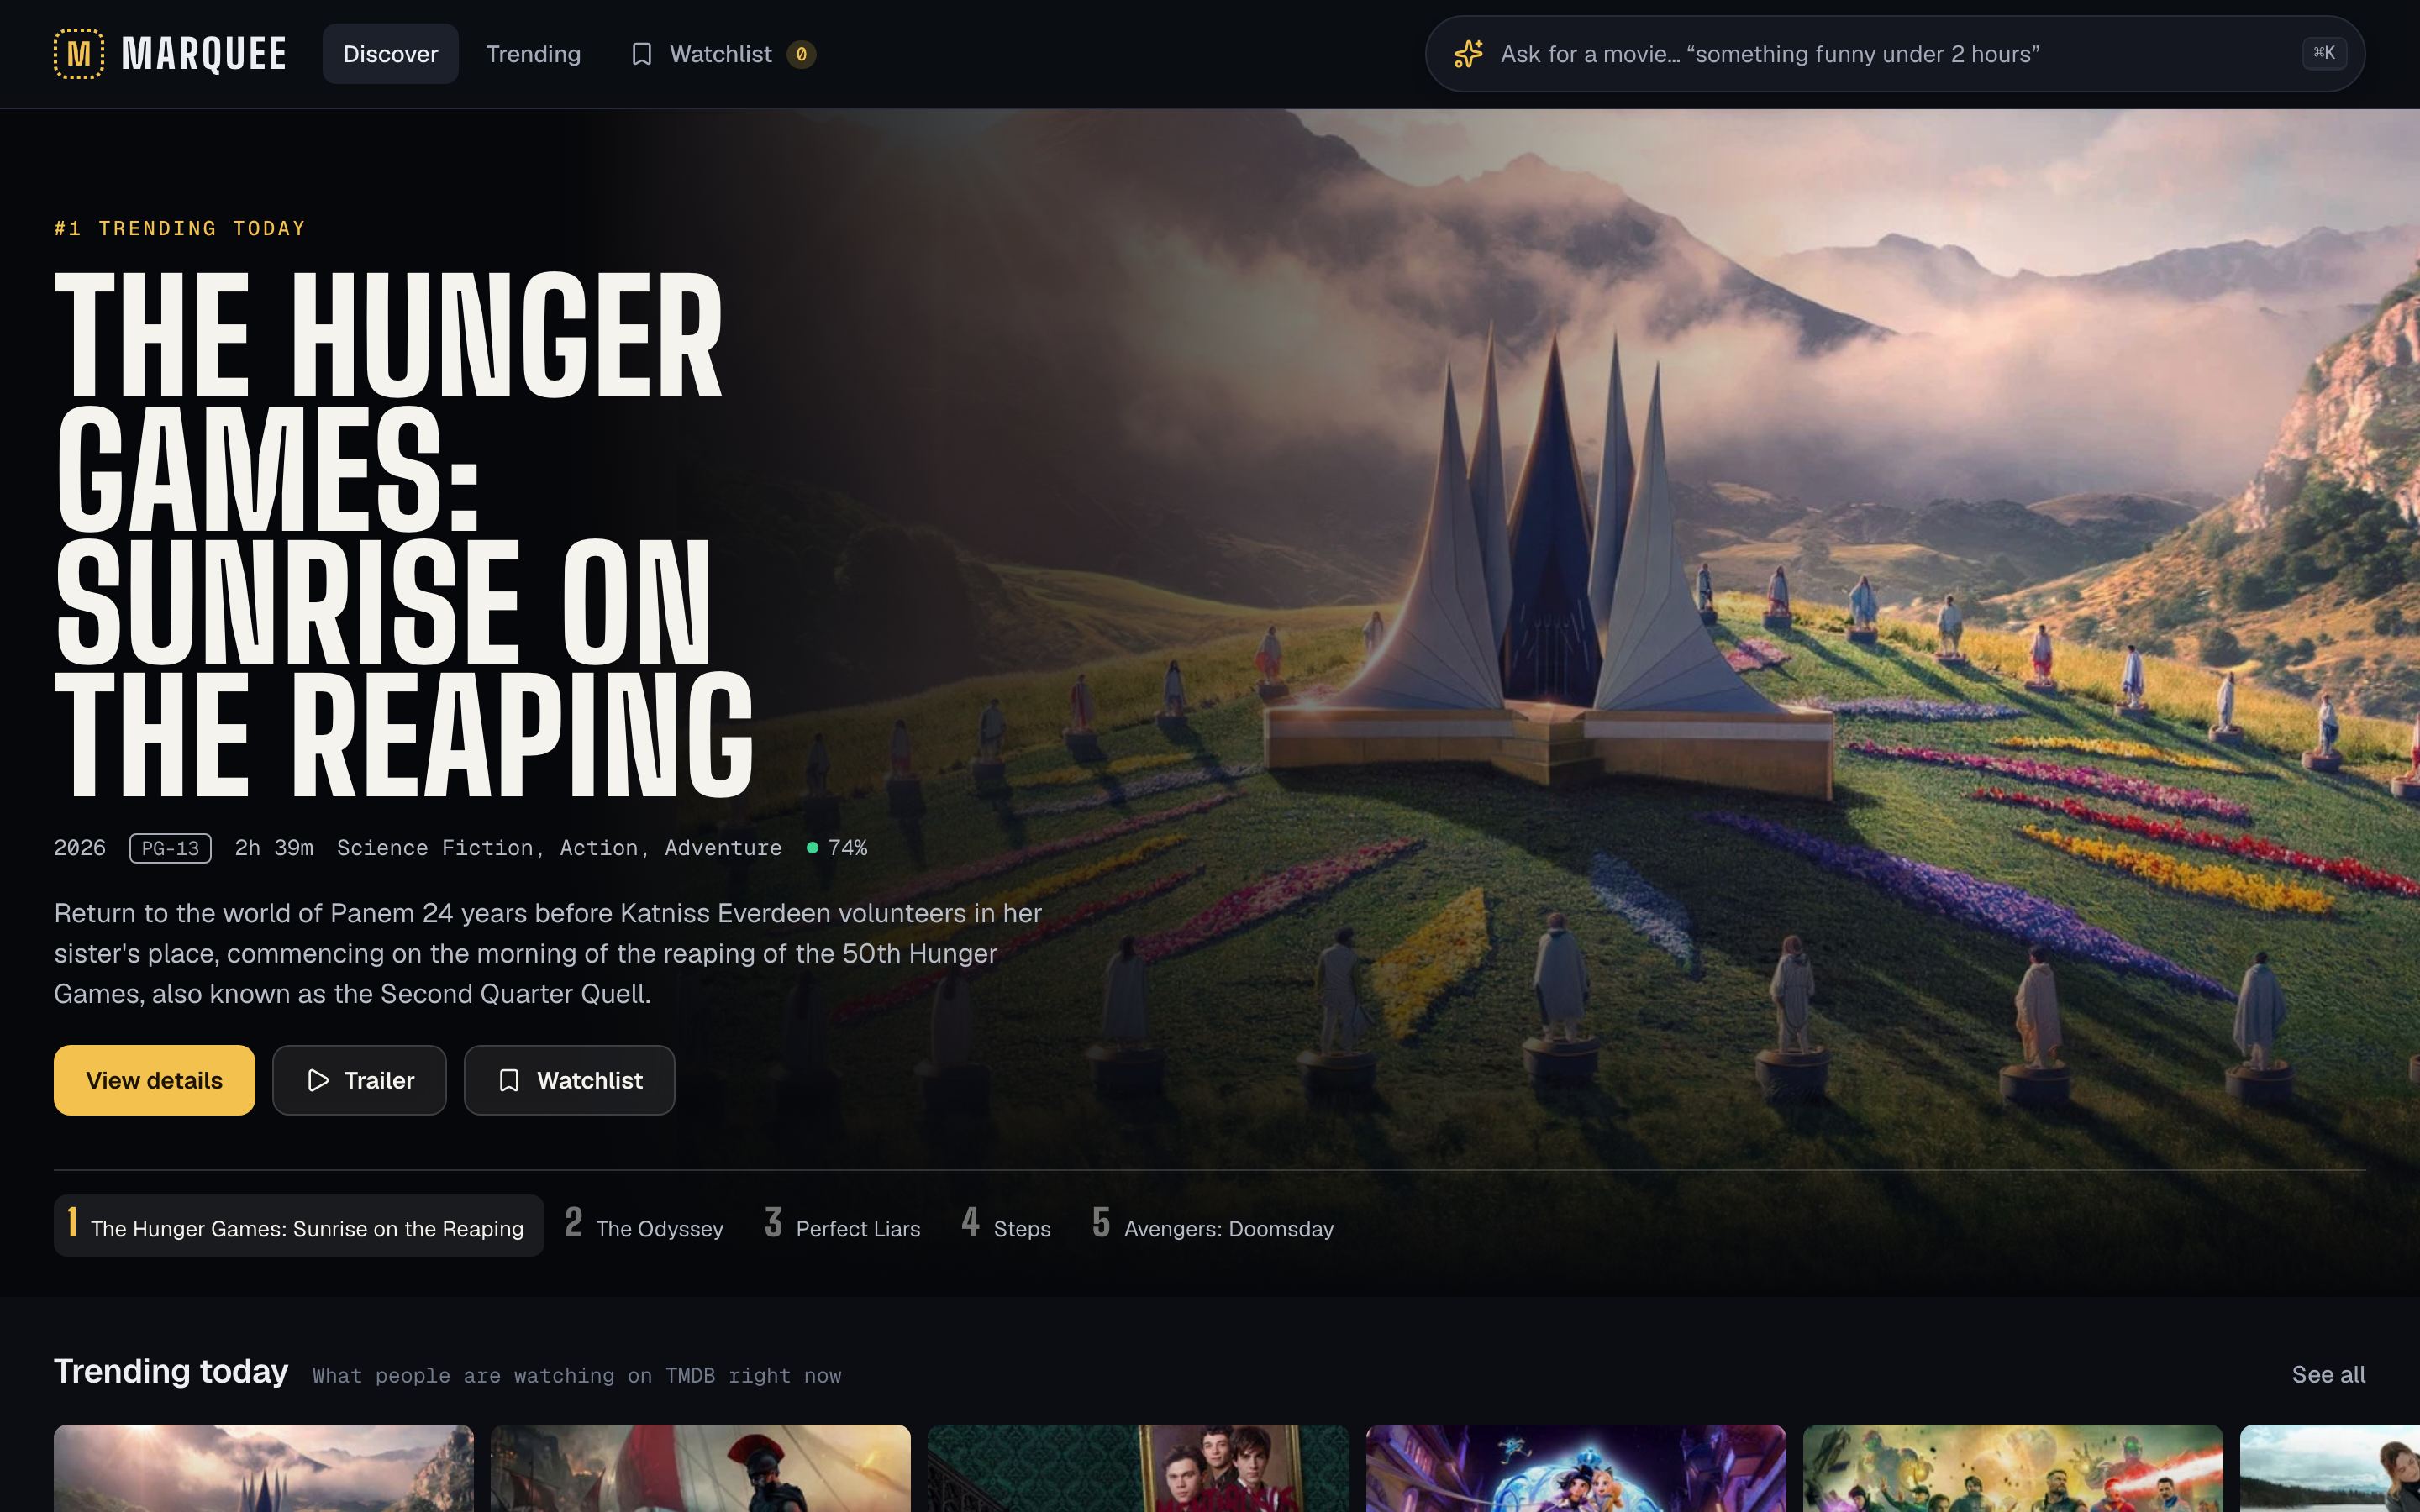 M MARQUEE Discover Trending Watchlist 0 Ask for a movie... “something funny under 2 hours” ⌘K
#1 TRENDING TODAY
THE HUNGER
GAMES:
SUNRISE ON
THE REAPING
2026 PG-13 2h 39m Science Fiction, Action, Adventure 74%
Return to the world of Panem 24 years before Katniss Everdeen volunteers in her
sister's place, commencing on the morning of the reaping of the 50th Hunger
Games, also known as the Second Quarter Quell.
View details Trailer Watchlist
1 The Hunger Games: Sunrise on the Reaping 2 The Odyssey 3 Perfect Liars 4 Steps 5 Avengers: Doomsday
Trending today What people are watching on TMDB right now See all